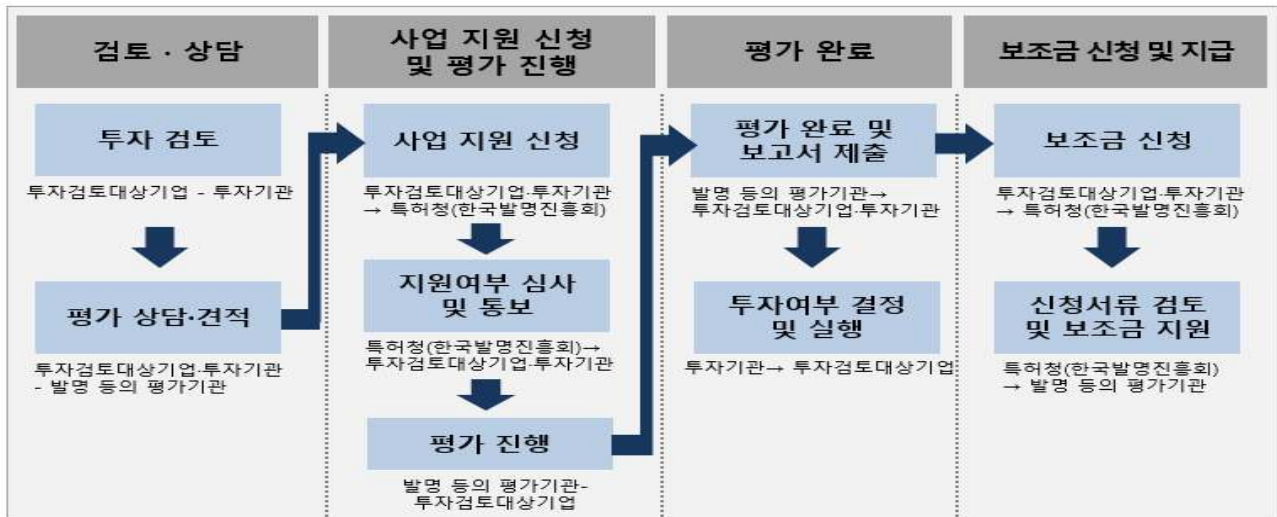 검토 · 상담
투자 검토
투자검토대상기업 - 투자기관
평가 상담·견적
투자검토대상기업·투자기관
- 발명 등의 평가기관
사업 지원 신청
및 평가 진행
사업 지원 신청
투자검토대상기업·투자기관
→ 특허청(한국발명진흥회)
지원여부 심사
및 통보
특허청(한국발명진흥회)→
투자검토대상기업·투자기관
평가 진행
발명 등의 평가기관-
투자검토대상기업
평가 완료
평가 완료 및
보고서 제출
발명 등의 평가기관→
투자검토대상기업·투자기관
투자여부 결정
및 실행
투자기관→ 투자검토대상기업
보조금 신청 및 지급
보조금 신청
투자검토대상기업·투자기관
→ 특허청(한국발명진흥회)
신청서류 검토
및 보조금 지원
특허청(한국발명진흥회)
→ 발명 등의 평가기관